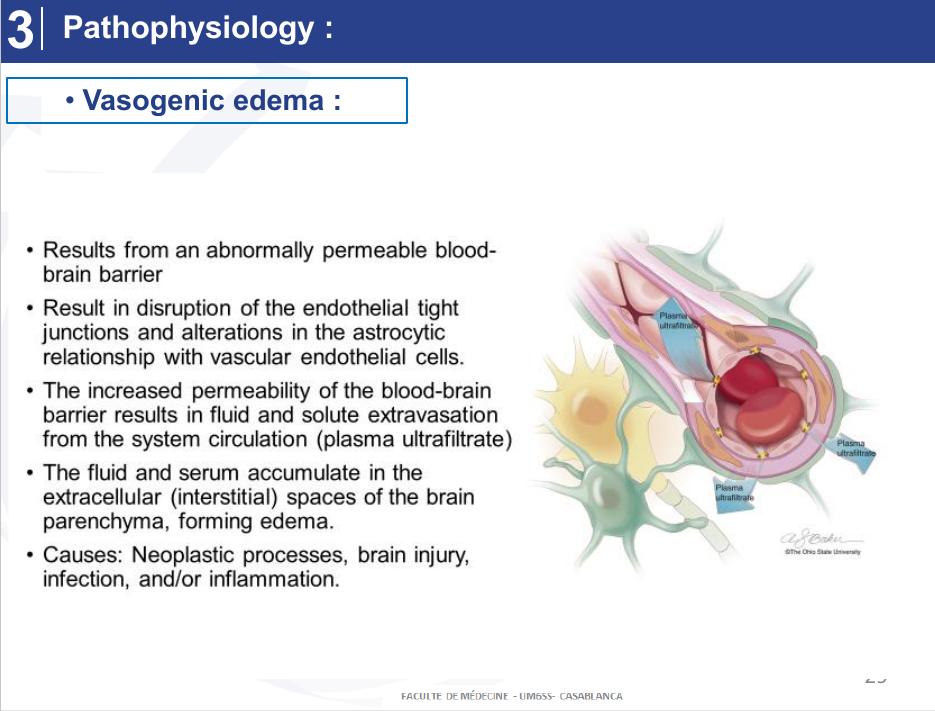 3
Pathophysiology :
• Vasogenic edema :
• Results from an abnormally permeable blood-
brain barrier
• Result in disruption of the endothelial tight
junctions and alterations in the astrocytic
relationship with vascular endothelial cells.
• The increased permeability of the blood-brain
barrier results in fluid and solute extravasation
from the system circulation (plasma ultrafiltrate)
• The fluid and serum accumulate in the
extracellular (interstitial) spaces of the brain
parenchyma, forming edema.
• Causes: Neoplastic processes, brain injury,
infection, and/or inflammation.
Plasma
ultrafiltrate
Plasma
ultrafiltrate
Plasma
ultrafiltrate
©The Ohio State University
FACULTE DE MÉDECINE - UM6SS- CASABLANCA